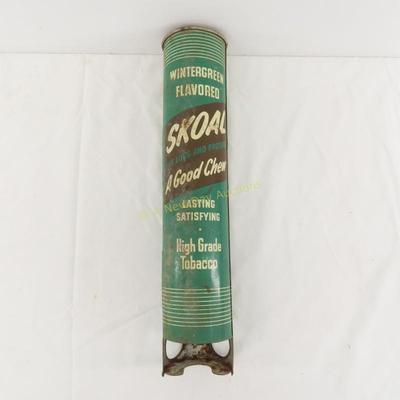 WINTERGREEN
FLAVORED
SKOAL
A Good Chew
LASTING
SATISFYING
High Grade
Tobacco